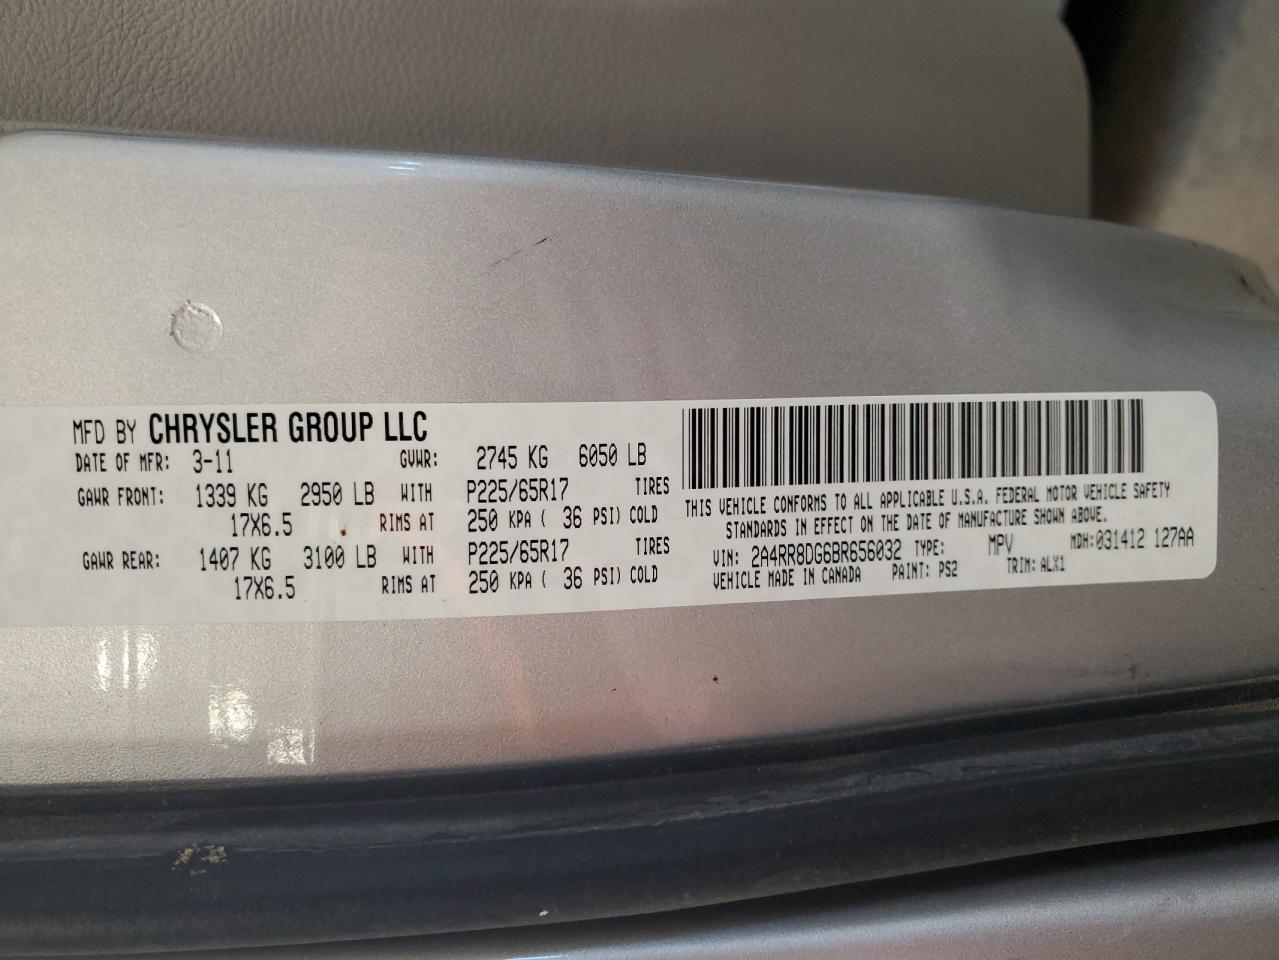 MFD BY CHRYSLER GROUP LLC
DATE OF MFR: 3-11 GVWR: 2745 KG 6050 LB
GAWR FRONT: 1339 KG 2950 LB WITH P225/65R17 TIRES
17X6.5 RIMS AT 250 KPA ( 36 PSI) COLD
GAWR REAR: 1407 KG 3100 LB WITH P225/65R17 TIRES
17X6.5 RIMS AT 250 KPA ( 36 PSI) COLD
THIS VEHICLE CONFORMS TO ALL APPLICABLE U.S.A. FEDERAL MOTOR VEHICLE SAFETY
STANDARDS IN EFFECT ON THE DATE OF MANUFACTURE SHOWN ABOVE.
VIN: 2A4RR8DG6BR656032 TYPE: MPV MDH: 031412 127AA
VEHICLE MADE IN CANADA PAINT: PS2 TRIM: ALX1